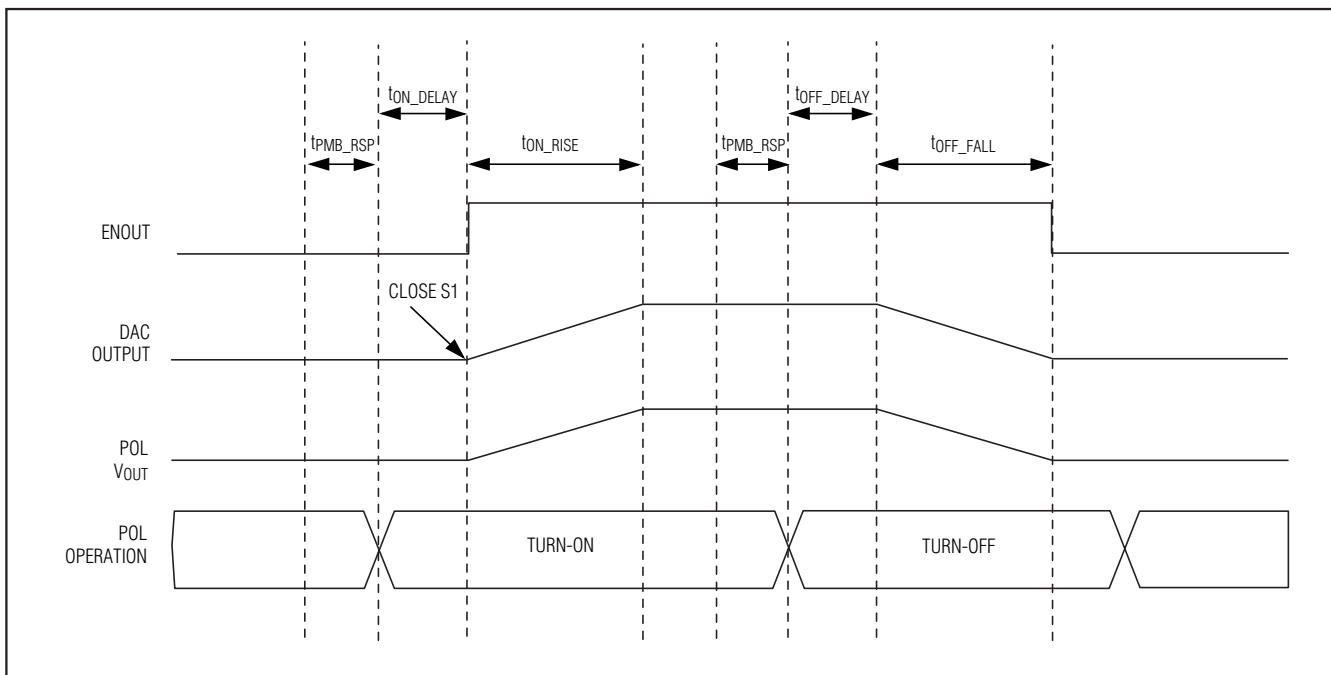 tON_DELAY
tOFF_DELAY
tPMB_RSP
tON_RISE
tPMB_RSP
tOFF_FALL
ENOUT
CLOSE S1
DAC
OUTPUT
POL
VOUT
POL
OPERATION
TURN-ON
TURN-OFF